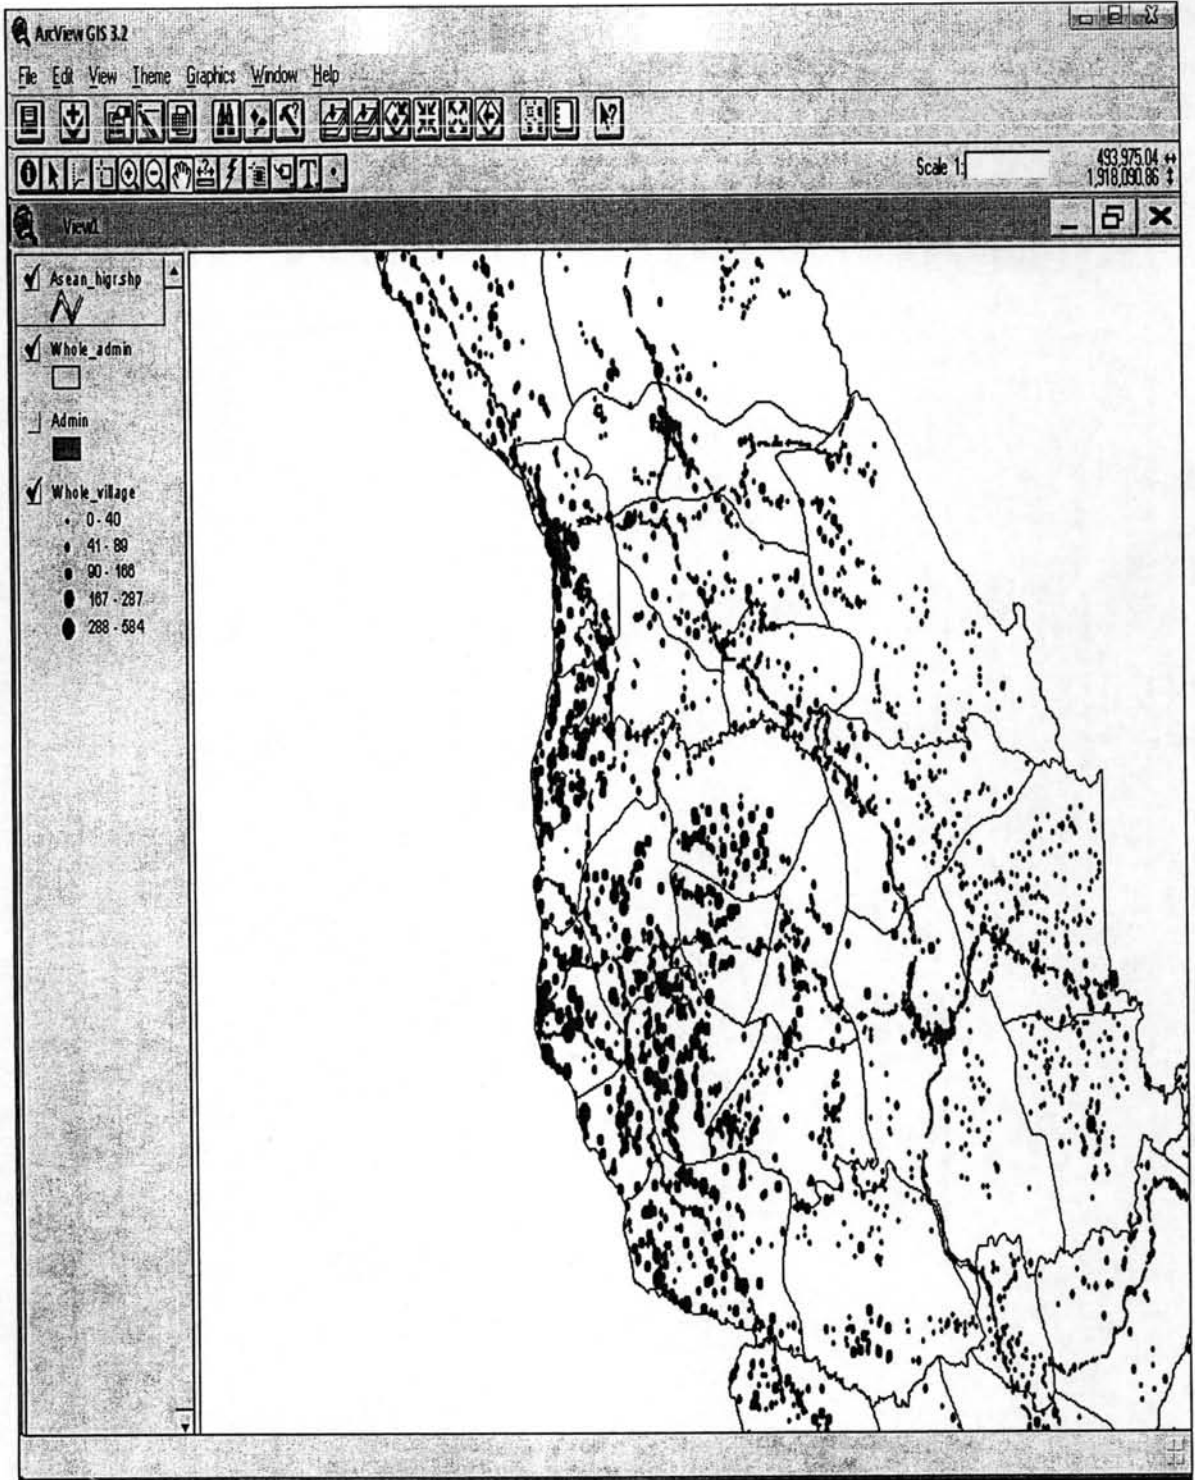 ArcView GIS 3.2
File Edit View Theme Graphics Window Help
Scale 1:
493,975.04
1,918,090.86
View1
Asean_higr.shp
Whole_admin
Admin
Whole_village
0 - 40
41 - 89
90 - 166
167 - 287
288 - 584